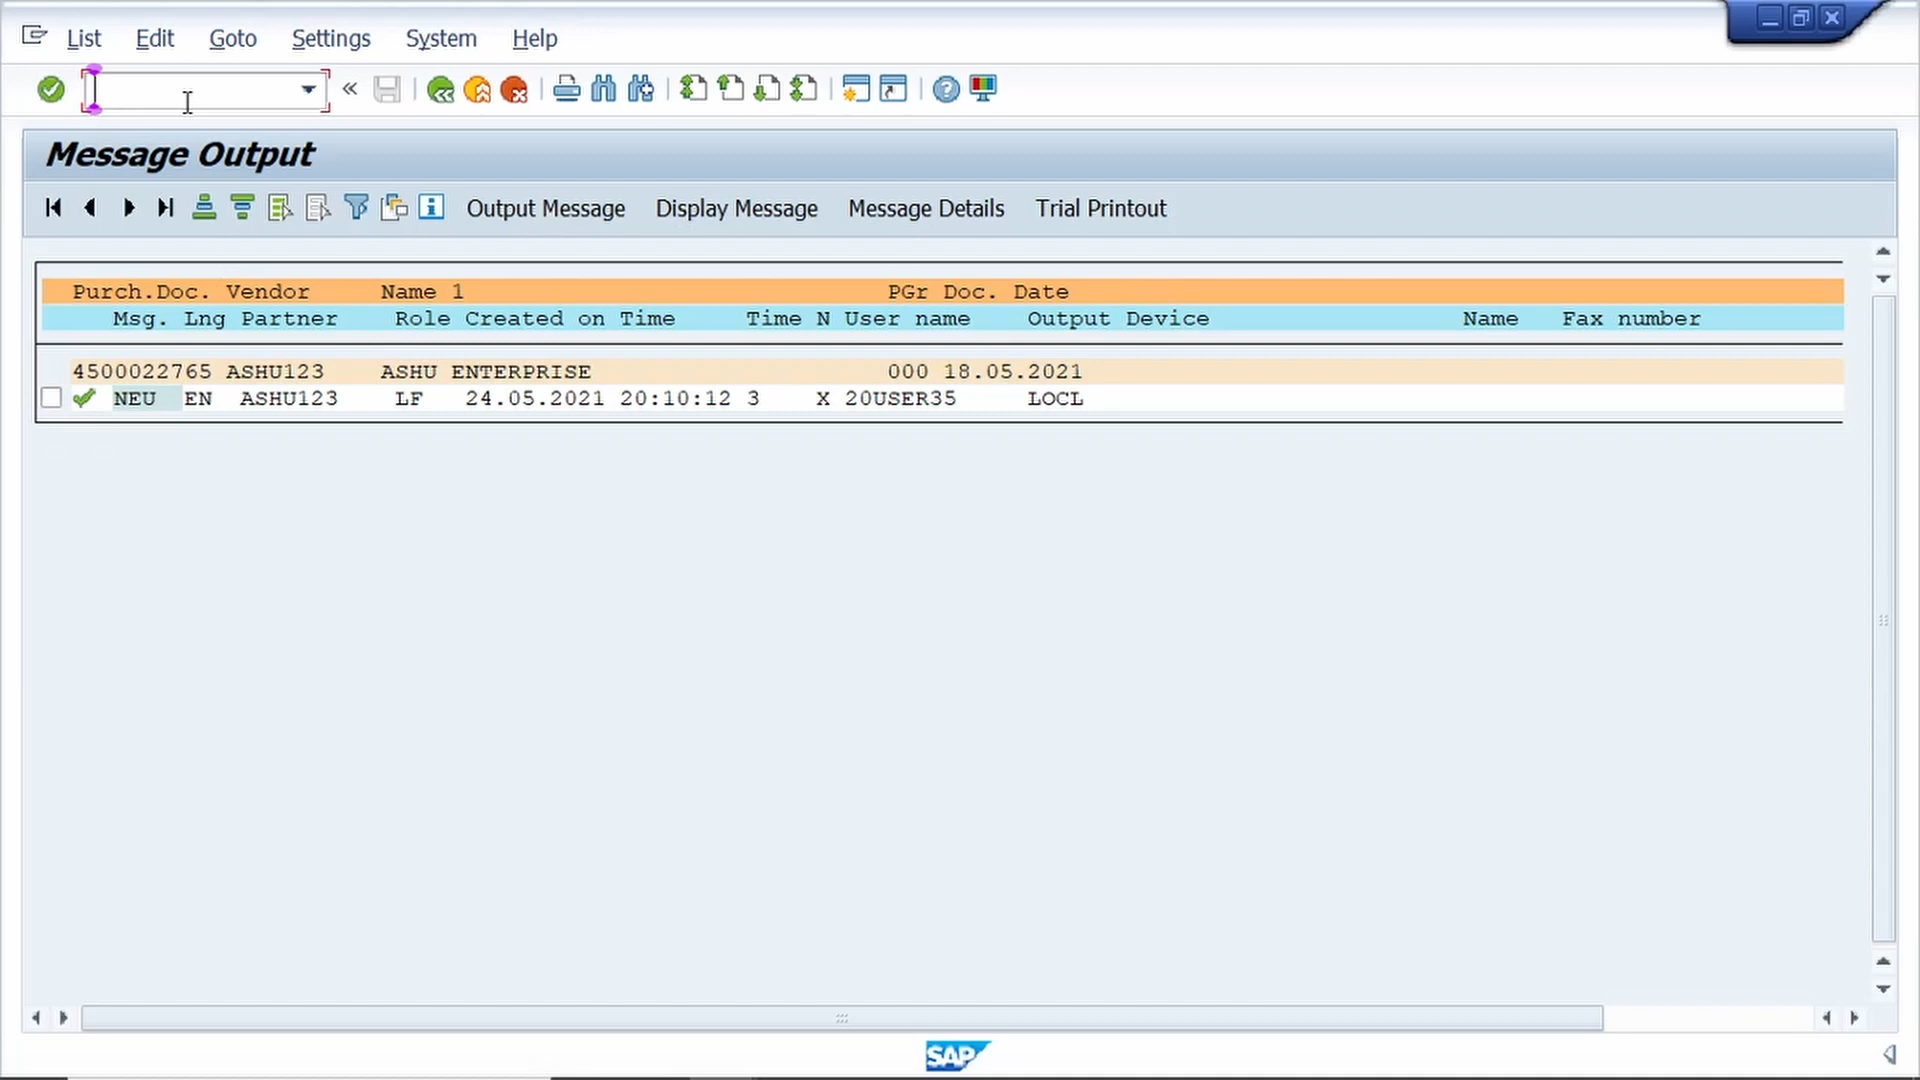 List Edit Goto Settings System Help
Message Output
Output Message Display Message Message Details Trial Printout
Purch.Doc. Vendor Name 1 PGr Doc. Date
Msg. Lng Partner Role Created on Time Time N User name Output Device Name Fax number
4500022765 ASHU123 ASHU ENTERPRISE 000 18.05.2021
NEU EN ASHU123 LF 24.05.2021 20:10:12 3 X 20USER35 LOCL
SAP